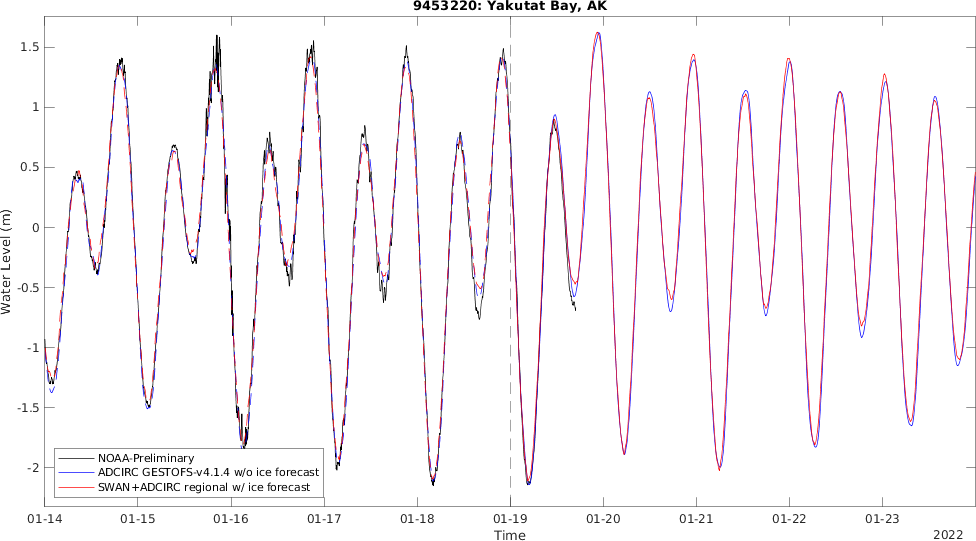 9453220: Yakutat Bay, AK
Water Level (m)
1.5
1
0.5
0
-0.5
-1
-1.5
-2
NOAA-Preliminary
ADCIRC GESTOFS-v4.1.4 w/o ice forecast
SWAN+ADCIRC regional w/ ice forecast
01-14 01-15 01-16 01-17 01-18 01-19 01-20 01-21 01-22 01-23
Time
2022